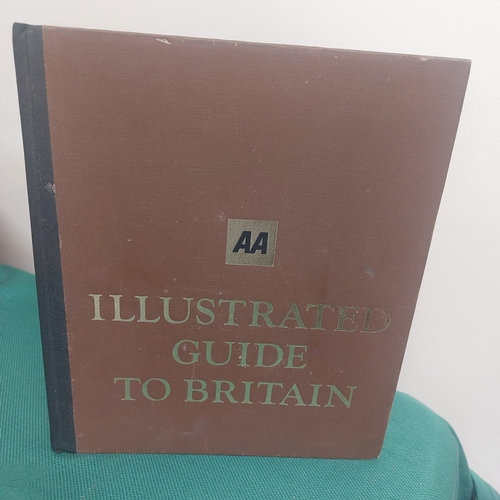 AA
ILLUSTRATED
GUIDE
TO BRITAIN